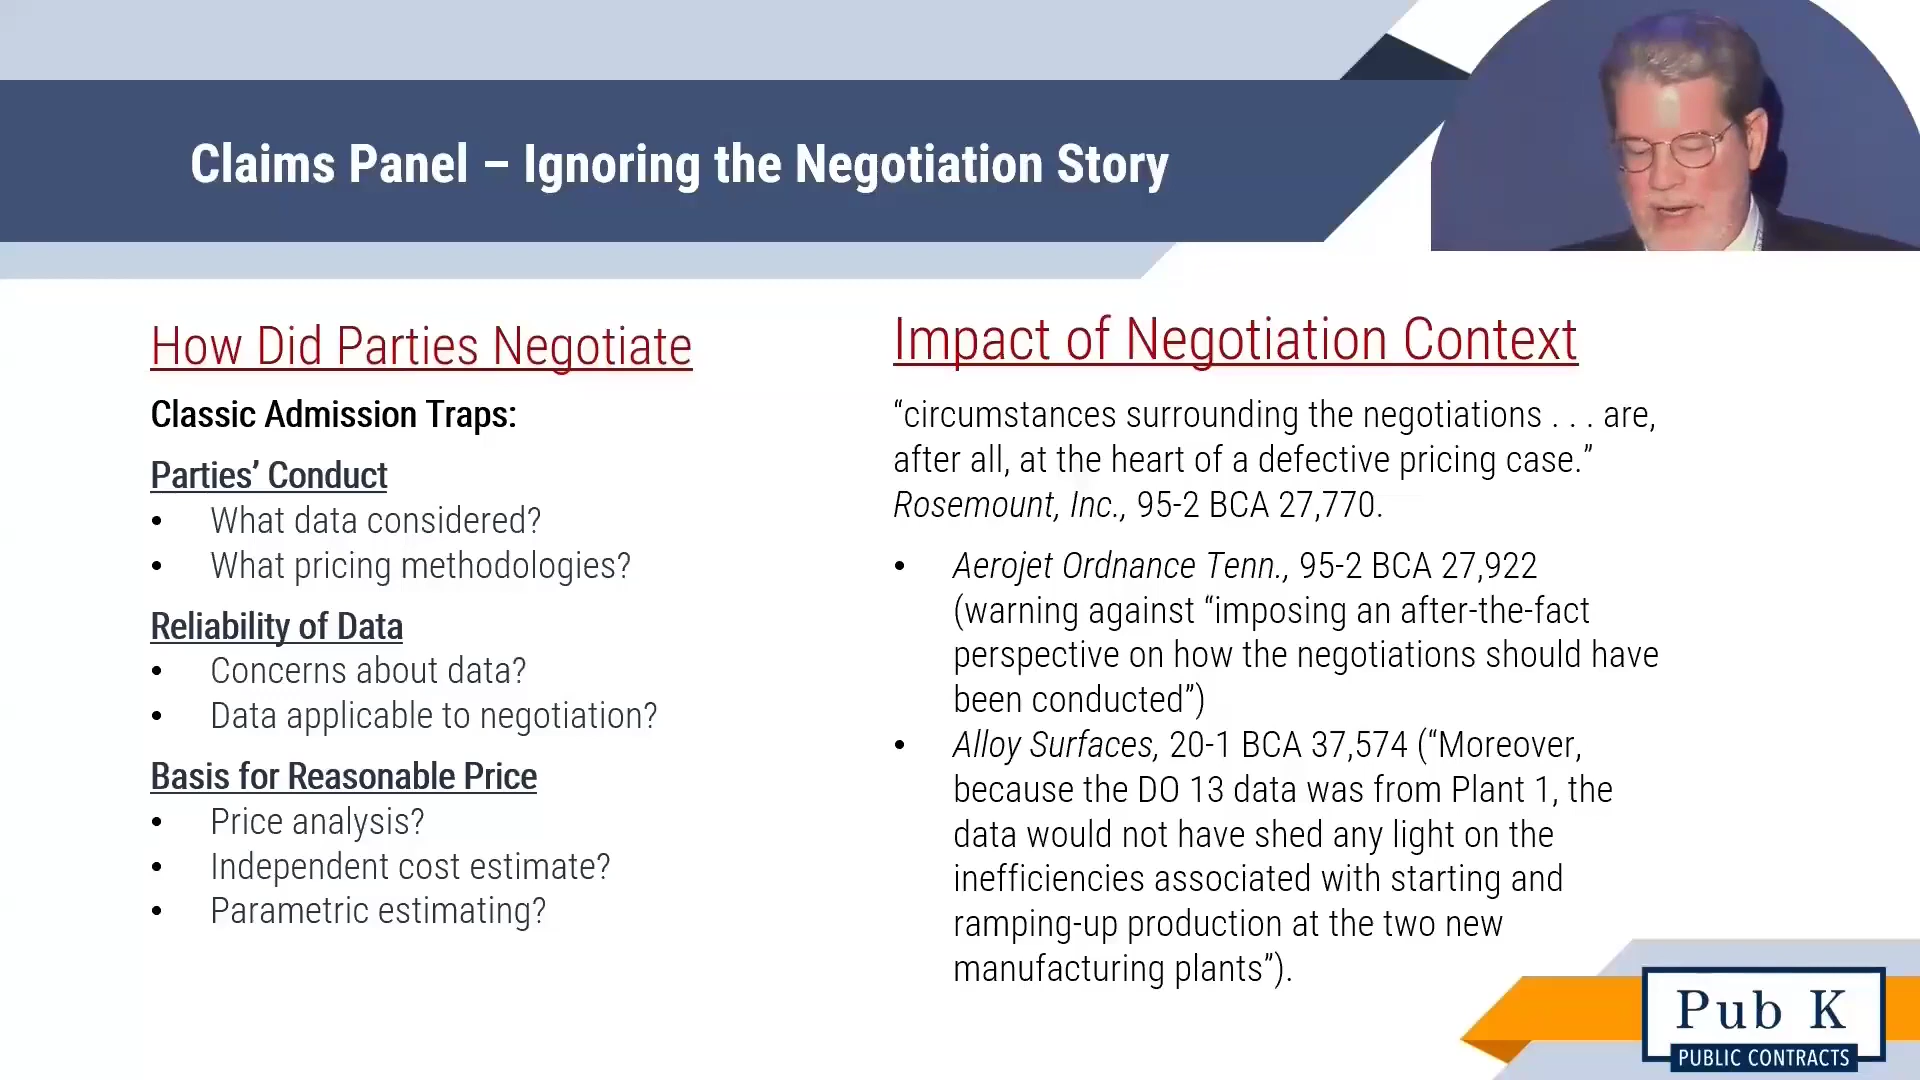 Claims Panel – Ignoring the Negotiation Story
How Did Parties Negotiate
Classic Admission Traps:
Parties’ Conduct
• What data considered?
• What pricing methodologies?
Reliability of Data
• Concerns about data?
• Data applicable to negotiation?
Basis for Reasonable Price
• Price analysis?
• Independent cost estimate?
• Parametric estimating?
Impact of Negotiation Context
“circumstances surrounding the negotiations . . . are,
after all, at the heart of a defective pricing case.”
Rosemount, Inc., 95-2 BCA 27,770.
• Aerojet Ordnance Tenn., 95-2 BCA 27,922
(warning against “imposing an after-the-fact
perspective on how the negotiations should have
been conducted”)
• Alloy Surfaces, 20-1 BCA 37,574 (“Moreover,
because the DO 13 data was from Plant 1, the
data would not have shed any light on the
inefficiencies associated with starting and
ramping-up production at the two new
manufacturing plants”).
Pub K
PUBLIC CONTRACTS